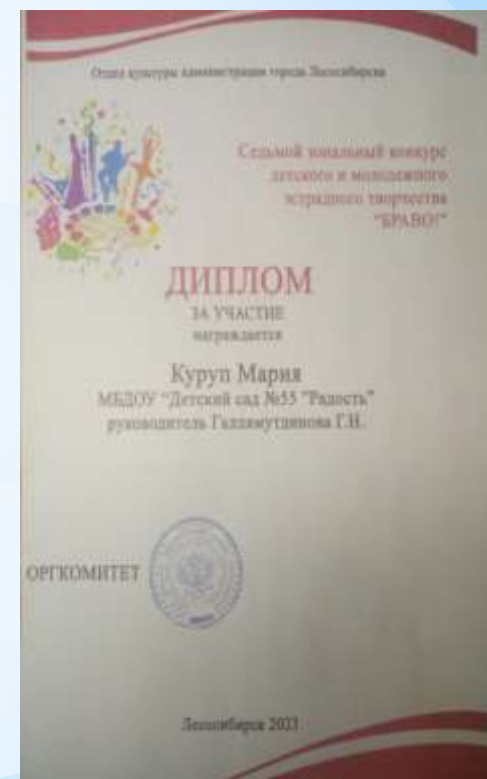 Отдел культуры администрации города Лесосибирска
Седьмой зональный конкурс
детского и молодежного
эстрадного творчества
"БРАВО!"
ДИПЛОМ
ЗА УЧАСТИЕ
награждается
Куруп Мария
МБДОУ "Детский сад №55 "Радость"
руководитель Галлямутдинова Г.Н.
ОРГКОМИТЕТ
Лесосибирск